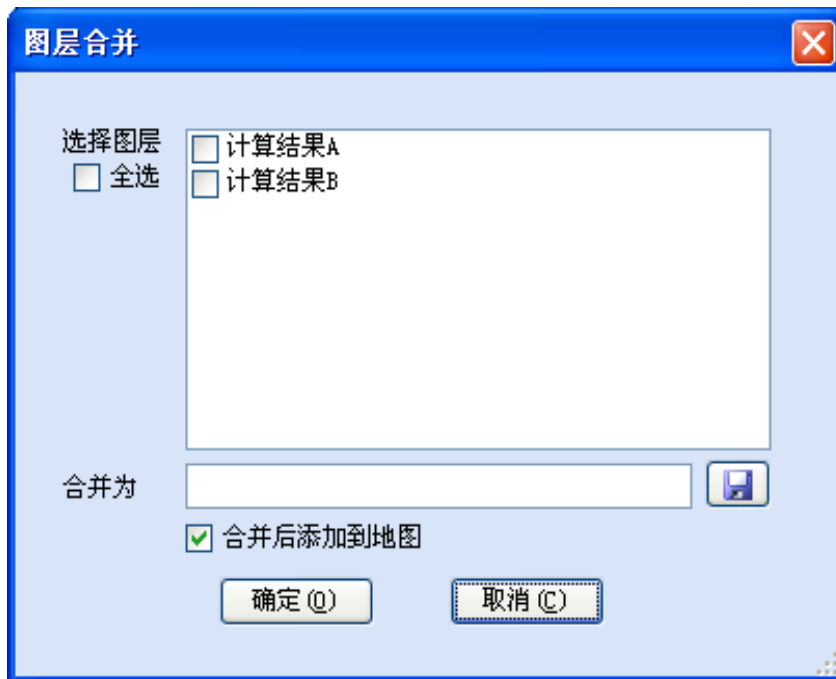 图层合并
选择图层
全选
计算结果A
计算结果B
合并为
合并后添加到地图
确定(O)
取消(C)